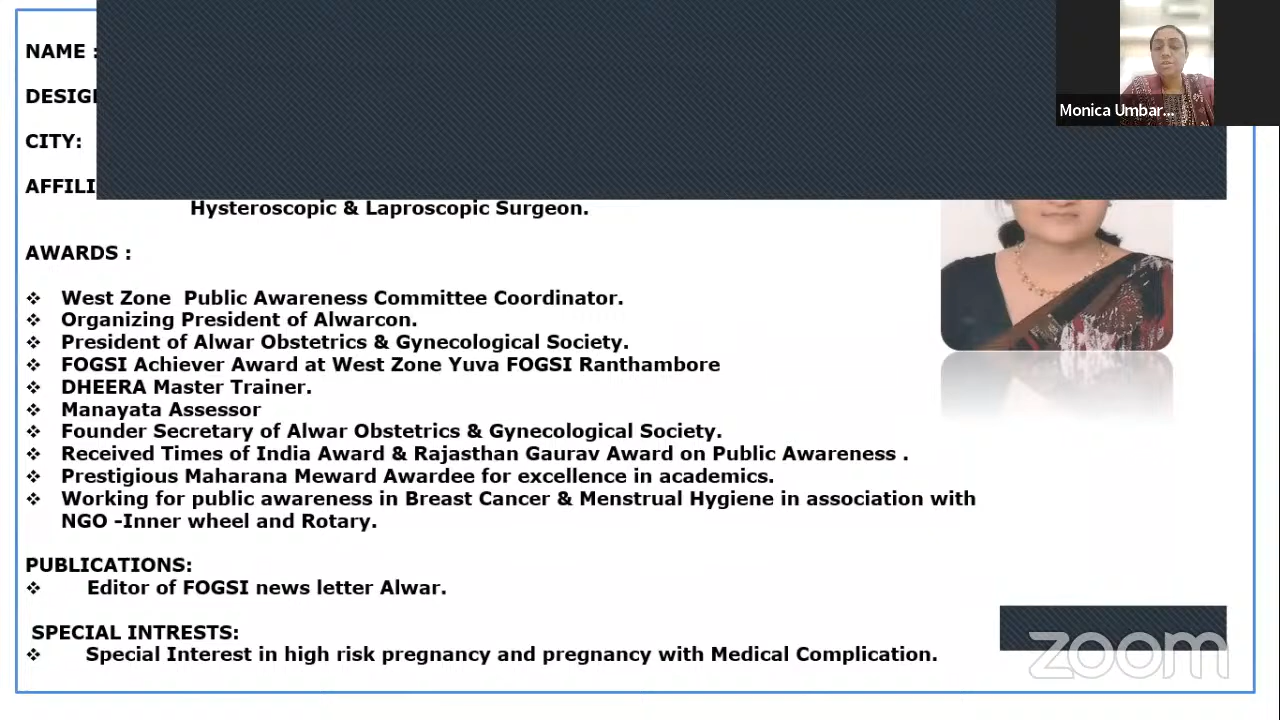 NAME :
DESIG
CITY:
AFFILI
Hysteroscopic & Laproscopic Surgeon.
AWARDS :
❖ West Zone Public Awareness Committee Coordinator.
❖ Organizing President of Alwarcon.
❖ President of Alwar Obstetrics & Gynecological Society.
❖ FOGSI Achiever Award at West Zone Yuva FOGSI Ranthambore
❖ DHEERA Master Trainer.
❖ Manayata Assessor
❖ Founder Secretary of Alwar Obstetrics & Gynecological Society.
❖ Received Times of India Award & Rajasthan Gaurav Award on Public Awareness .
❖ Prestigious Maharana Meward Awardee for excellence in academics.
❖ Working for public awareness in Breast Cancer & Menstrual Hygiene in association with
NGO -Inner wheel and Rotary.
PUBLICATIONS:
❖ Editor of FOGSI news letter Alwar.
SPECIAL INTRESTS:
❖ Special Interest in high risk pregnancy and pregnancy with Medical Complication.
Monica Umbar...
zoom